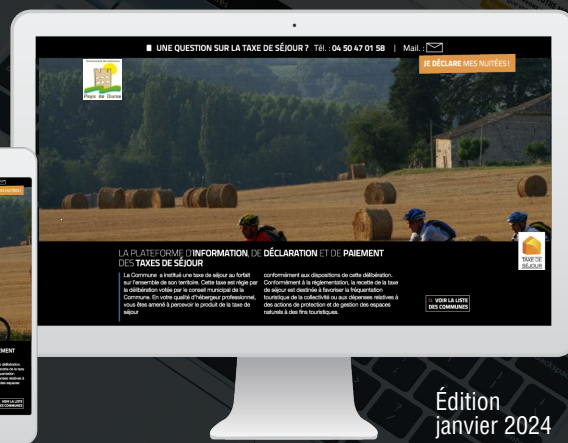 UNE QUESTION SUR LA TAXE DE SÉJOUR ? Tél. : 04 50 47 01 58 | Mail. :
JE DÉCLARE MES NUITÉES !
Pays de Duras
LA PLATEFORME D'INFORMATION, DE DÉCLARATION ET DE PAIEMENT
DES TAXES DE SÉJOUR
La Commune a institué une taxe de séjour au forfait
sur l'ensemble de son territoire. Cette taxe est régie par
la délibération votée par le conseil municipal de la
Commune. En votre qualité d'hébergeur professionnel,
vous êtes amené à percevoir le produit de la taxe de
séjour
conformément aux dispositions de cette délibération.
Conformément à la réglementation, la recette de la taxe
de séjour est destinée à favoriser la fréquentation
touristique de la collectivité ou aux dépenses relatives à
des actions de protection et de gestion des espaces
naturels à des fins touristiques.
TAXE DE
SÉJOUR
VOIR LA LISTE
DES COMMUNES
Édition
janvier 2024